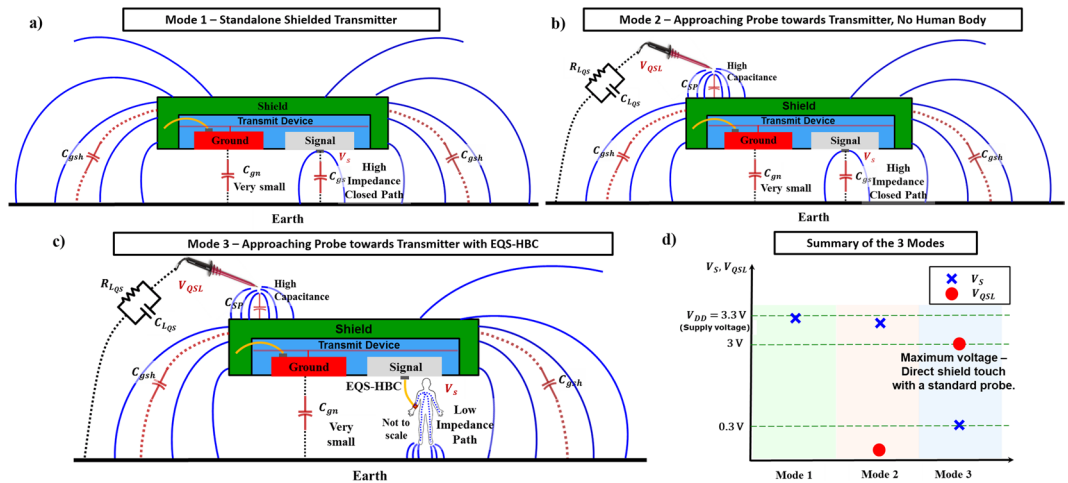 a)
Mode 1 – Standalone Shielded Transmitter
Shield
Transmit Device
Ground
Signal
C_gsh
C_gsh
C_gn
Very small
C_gs
V_s
High
Impedance
Closed Path
Earth
b)
Mode 2 – Approaching Probe towards Transmitter, No Human Body
R_LQS
C_LQS
V_QSL
High
Capacitance
C_SP
Shield
Transmit Device
Ground
Signal
C_gsh
C_gsh
C_gn
Very small
C_gs
V_s
High
Impedance
Closed Path
Earth
c)
Mode 3 – Approaching Probe towards Transmitter with EQS-HBC
R_LQS
C_LQS
V_QSL
High
Capacitance
C_SP
Shield
Transmit Device
Ground
Signal
EQS-HBC
C_gsh
C_gsh
C_gn
Very
small
Not to
scale
V_s
Low
Impedance
Path
Earth
d)
Summary of the 3 Modes
V_S, V_QSL
V_S
V_QSL
V_DD = 3.3 V
(Supply voltage)
3 V
Maximum voltage –
Direct shield touch
with a standard probe.
0.3 V
Mode 1 Mode 2 Mode 3